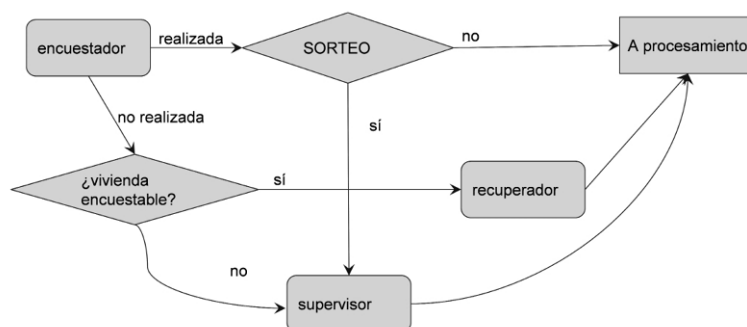 encuestador
realizada
SORTEO
no
A procesamiento
no realizada
sí
¿vivienda
encuestable?
sí
recuperador
no
supervisor